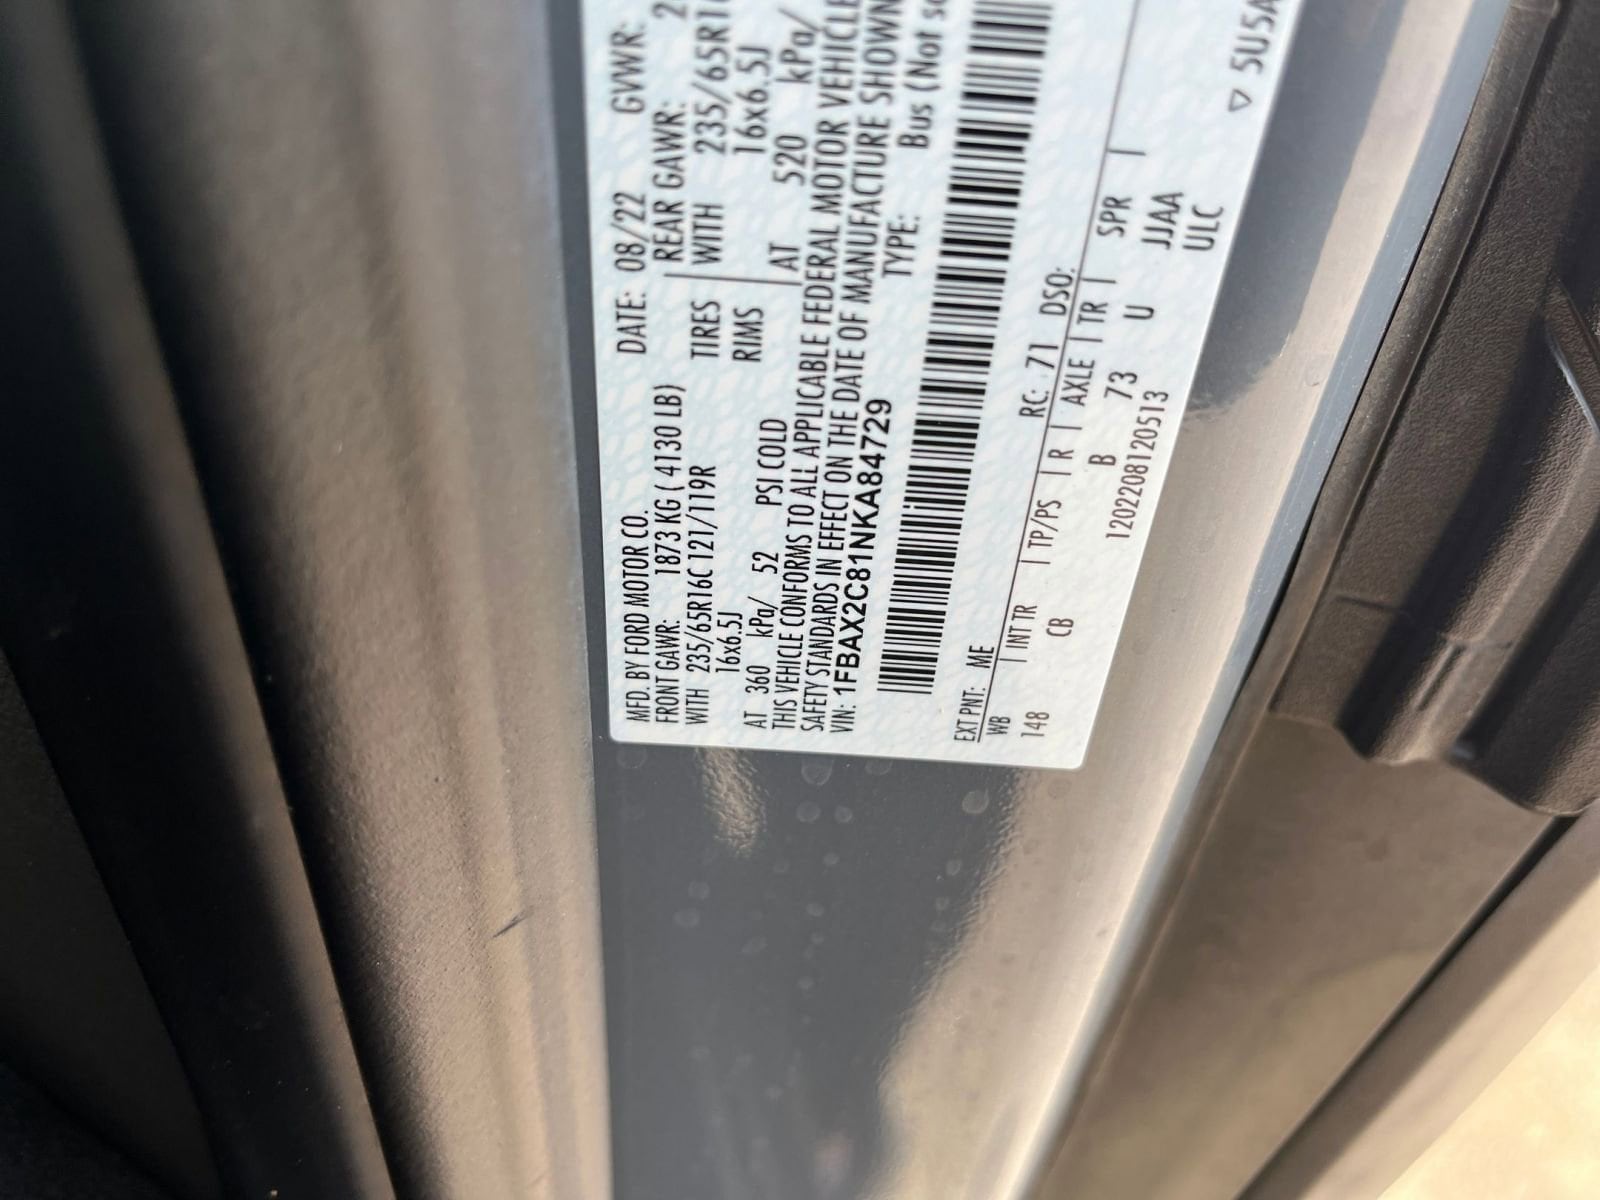 MFD. BY FORD MOTOR CO. DATE: 08/22 GVWR:
FRONT GAWR: 1873 KG ( 4130 LB) REAR GAWR: 2
WITH 235/65R16C 121/119R TIRES WITH 235/65R16
16x6.5J RIMS 16x6.5J
AT 360 kPa/ 52 PSI COLD AT 520 kPa/
THIS VEHICLE CONFORMS TO ALL APPLICABLE FEDERAL MOTOR VEHICLE
SAFETY STANDARDS IN EFFECT ON THE DATE OF MANUFACTURE SHOWN
VIN: 1FBAX2C81NKA84729 TYPE: Bus (Not
EXT PNT: ME RC: 71 DSO:
WB | INT TR | TP/PS | R | AXLE | TR | SPR |
148 CB B 73 U JJAA
1202208120513 ULC
▽ 5U5A